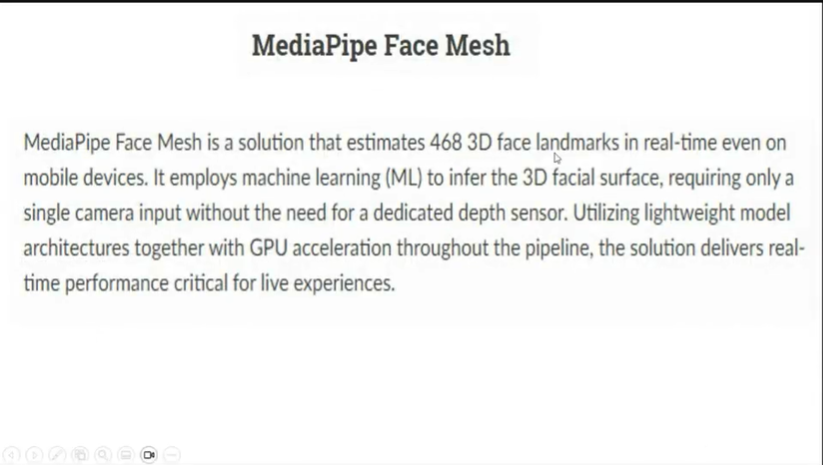 MediaPipe Face Mesh
MediaPipe Face Mesh is a solution that estimates 468 3D face landmarks in real-time even on
mobile devices. It employs machine learning (ML) to infer the 3D facial surface, requiring only a
single camera input without the need for a dedicated depth sensor. Utilizing lightweight model
architectures together with GPU acceleration throughout the pipeline, the solution delivers real-
time performance critical for live experiences.